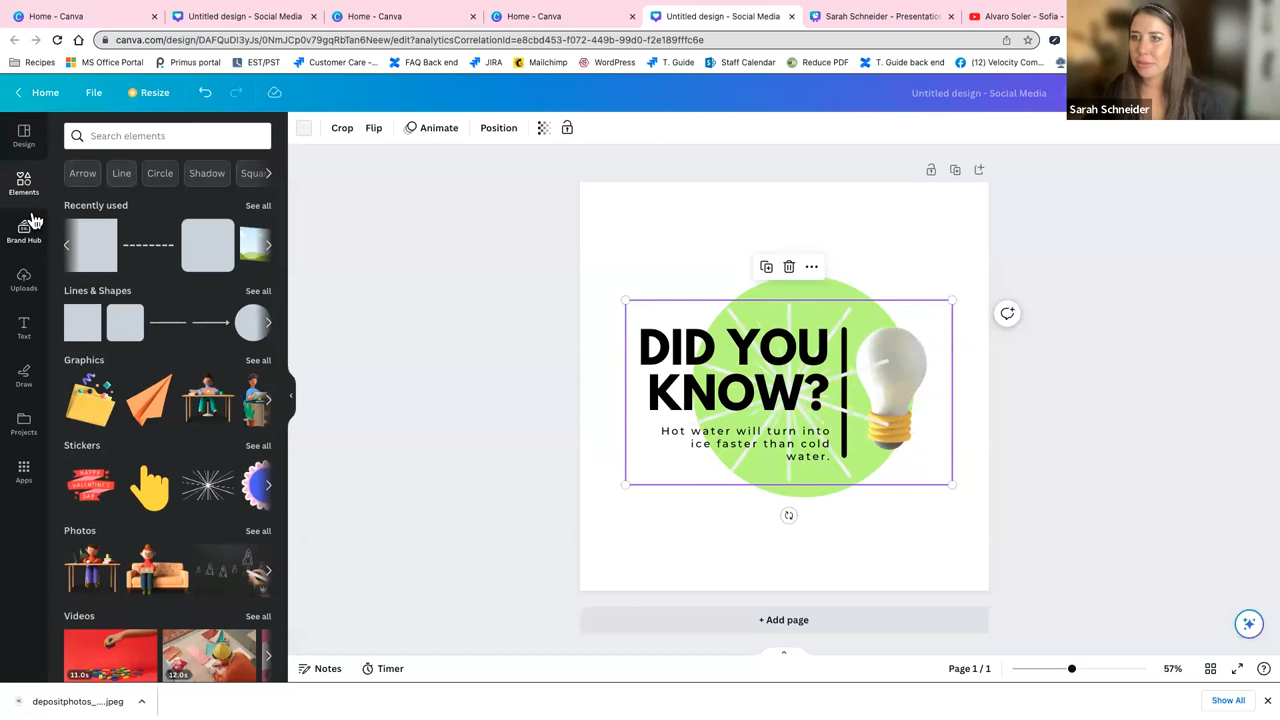 Home - Canva
Untitled design - Social Media
Home - Canva
Home - Canva
Untitled design - Social Media
Sarah Schneider - Presentatio
Alvaro Soler - Sofia -
canva.com/design/DAFQuDI3yJs/0NmJCp0v79gqRbTan6Neew/edit?analyticsCorrelationId=e8cbd453-f072-449b-99d0-f2e189fffc6e
Recipes
MS Office Portal
Primus portal
EST/PST
Customer Care -...
FAQ Back end
JIRA
Mailchimp
WordPress
T. Guide
Staff Calendar
Reduce PDF
T. Guide back end
(12) Velocity Com...
Home
File
Resize
Untitled design - Social Media
Sarah Schneider
Design
Elements
Brand Hub
Uploads
Text
Draw
Projects
Apps
Search elements
Arrow
Line
Circle
Shadow
Squa
Recently used
See all
Lines & Shapes
See all
Graphics
See all
Stickers
See all
HAPPY
VALENTINE'S
DAY
Photos
See all
Videos
See all
11.0s
12.0s
Crop
Flip
Animate
Position
DID YOU
KNOW?
Hot water will turn into
ice faster than cold
water.
+ Add page
Notes
Timer
Page 1 / 1
57%
depositphotos_....jpeg
Show All